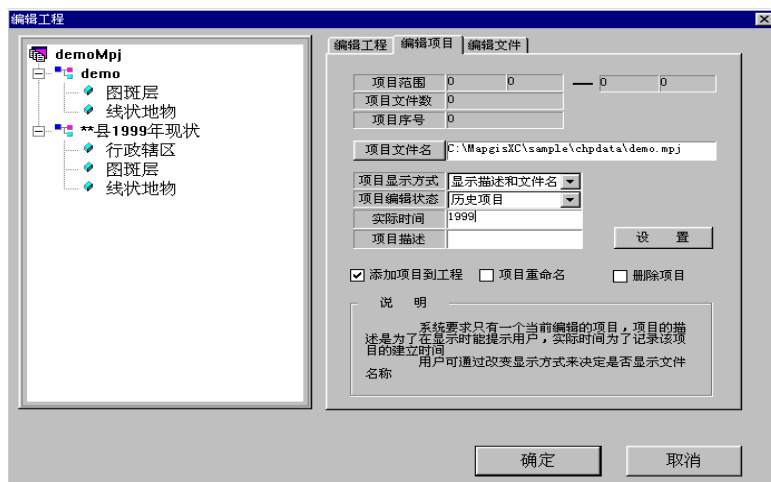 编辑工程
demoMpj
demo
图斑层
线状地物
**县1999年现状
行政辖区
图斑层
线状地物
编辑工程 编辑项目 编辑文件
项目范围 0 0 — 0 0
项目文件数 0
项目序号 0
项目文件名 C:\MapgisXC\sample\chpdata\demo.mpj
项目显示方式 显示描述和文件名
项目编辑状态 历史项目
实际时间 1999
项目描述
设 置
添加项目到工程 项目重命名 删除项目
说 明
系统要求只有一个当前编辑的项目，项目的描
述是为了在显示时能提示用户，实际时间为了记录该项
目的建立时间
用户可通过改变显示方式来决定是否显示文件
名称
确定 取消